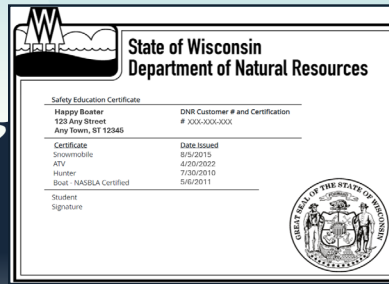 State of Wisconsin
Department of Natural Resources
Safety Education Certificate
Happy Boater
123 Any Street
Any Town, ST 12345
DNR Customer # and Certification
# XXX-XXX-XXX
Certificate Date Issued
Snowmobile 8/5/2015
ATV 4/20/2022
Hunter 7/30/2010
Boat - NASBLA Certified 5/6/2011
Student
Signature
GREAT SEAL OF THE STATE OF WISCONSIN